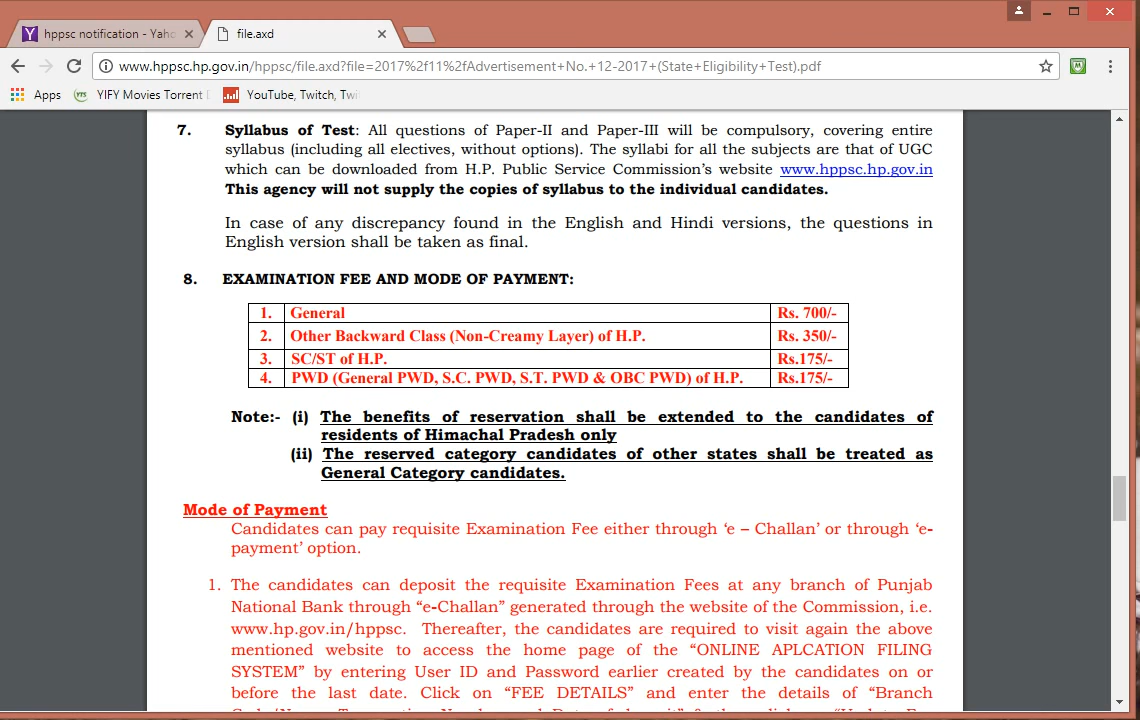 hppsc notification - Yaho
file.axd
www.hppsc.hp.gov.in/hppsc/file.axd?file=2017%2f11%2fAdvertisement+No.+12-2017+(State+Eligibility+Test).pdf
Apps YIFY Movies Torrent YouTube, Twitch, Twi
7. Syllabus of Test: All questions of Paper-II and Paper-III will be compulsory, covering entire
syllabus (including all electives, without options). The syllabi for all the subjects are that of UGC
which can be downloaded from H.P. Public Service Commission's website www.hppsc.hp.gov.in
This agency will not supply the copies of syllabus to the individual candidates.
In case of any discrepancy found in the English and Hindi versions, the questions in
English version shall be taken as final.
8. EXAMINATION FEE AND MODE OF PAYMENT:
1. General Rs. 700/-
2. Other Backward Class (Non-Creamy Layer) of H.P. Rs. 350/-
3. SC/ST of H.P. Rs.175/-
4. PWD (General PWD, S.C. PWD, S.T. PWD & OBC PWD) of H.P. Rs.175/-
Note:- (i) The benefits of reservation shall be extended to the candidates of
residents of Himachal Pradesh only
(ii) The reserved category candidates of other states shall be treated as
General Category candidates.
Mode of Payment
Candidates can pay requisite Examination Fee either through 'e – Challan' or through 'e-
payment' option.
1. The candidates can deposit the requisite Examination Fees at any branch of Punjab
National Bank through "e-Challan" generated through the website of the Commission, i.e.
www.hp.gov.in/hppsc. Thereafter, the candidates are required to visit again the above
mentioned website to access the home page of the "ONLINE APLCATION FILING
SYSTEM" by entering User ID and Password earlier created by the candidates on or
before the last date. Click on "FEE DETAILS" and enter the details of "Branch